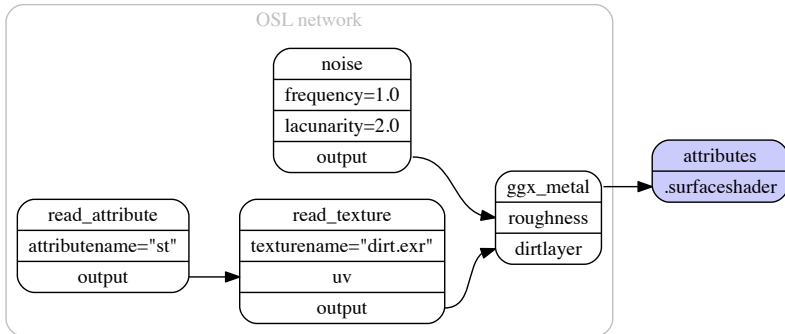 OSL network
noise
frequency=1.0
lacunarity=2.0
output
read_attribute
attributename="st"
output
read_texture
texturename="dirt.exr"
uv
output
ggx_metal
roughness
dirtlayer
attributes
.surfaceshader